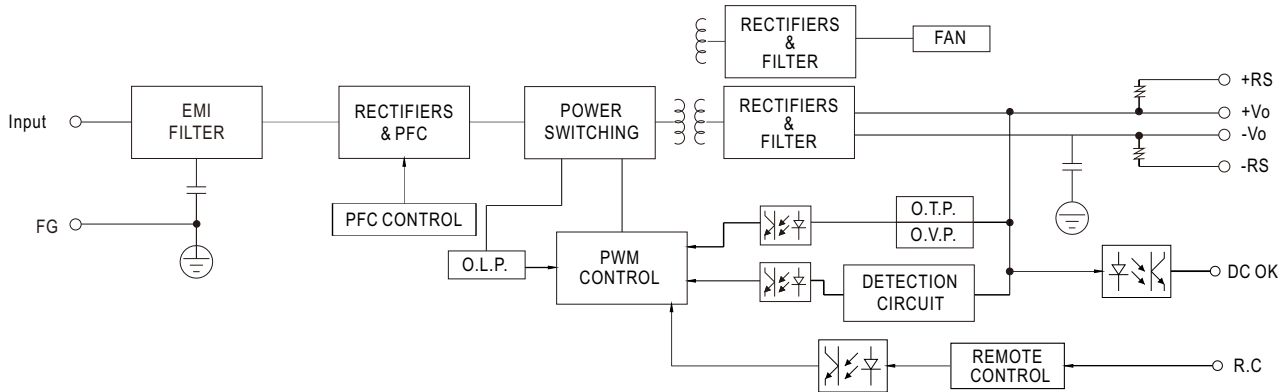 RECTIFIERS
&
FILTER
FAN
+RS
Input
EMI
FILTER
RECTIFIERS
& PFC
POWER
SWITCHING
RECTIFIERS
&
FILTER
+Vo
-Vo
-RS
FG
PFC CONTROL
O.L.P.
PWM
CONTROL
O.T.P.
O.V.P.
DETECTION
CIRCUIT
DC OK
REMOTE
CONTROL
R.C